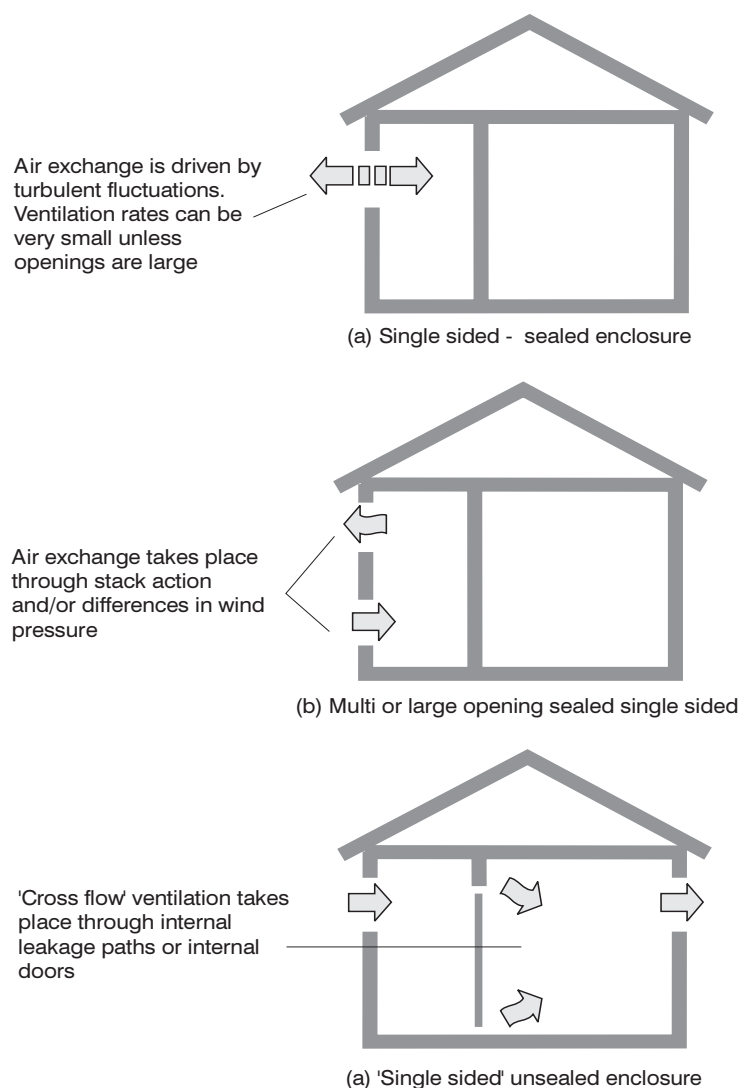 Air exchange is driven by
turbulent fluctuations.
Ventilation rates can be
very small unless
openings are large
(a) Single sided - sealed enclosure
Air exchange takes place
through stack action
and/or differences in wind
pressure
(b) Multi or large opening sealed single sided
'Cross flow' ventilation takes
place through internal
leakage paths or internal
doors
(a) 'Single sided' unsealed enclosure